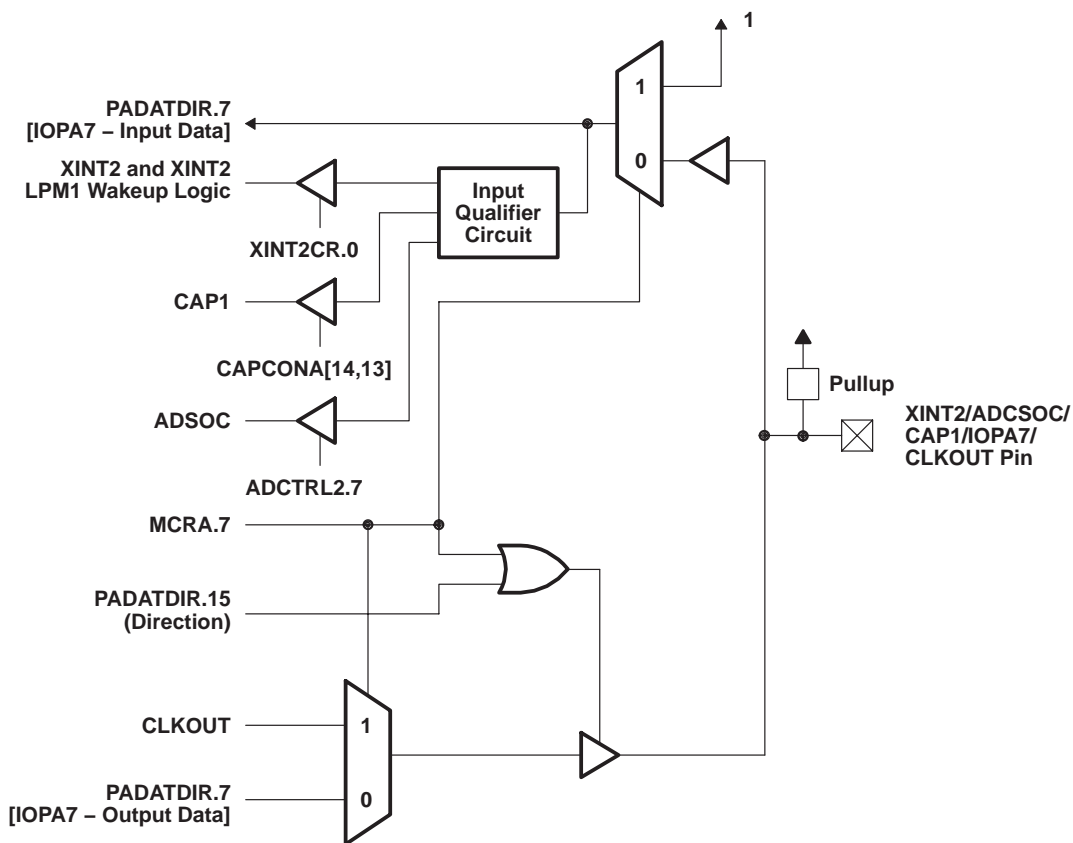 1
PADATDIR.7
[IOPA7 – Input Data]
1
0
XINT2 and XINT2
LPM1 Wakeup Logic
Input
Qualifier
Circuit
XINT2CR.0
CAP1
CAPCONA[14,13]
Pullup
XINT2/ADCSOC/
CAP1/IOPA7/
CLKOUT Pin
ADSOC
ADCTRL2.7
MCRA.7
PADATDIR.15
(Direction)
CLKOUT
1
PADATDIR.7
[IOPA7 – Output Data]
0